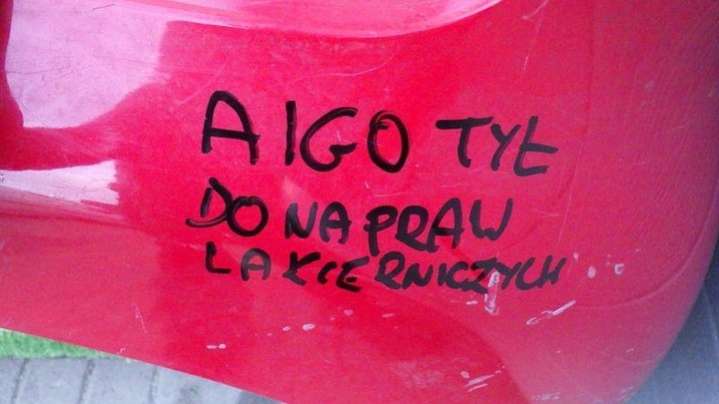 AIGO TYŁ
DO NAPRAW
LAKIERNICZYCH